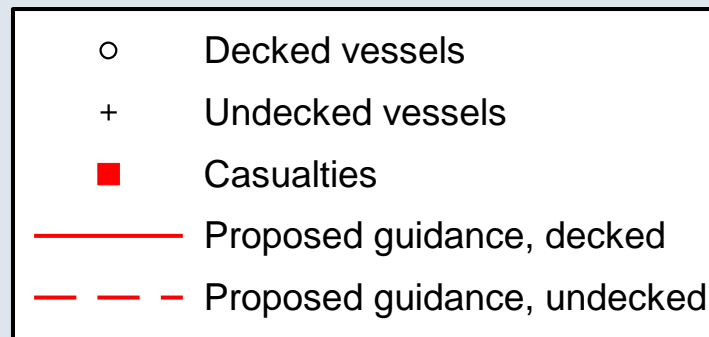 Decked vessels
Undecked vessels
Casualties
Proposed guidance, decked
Proposed guidance, undecked